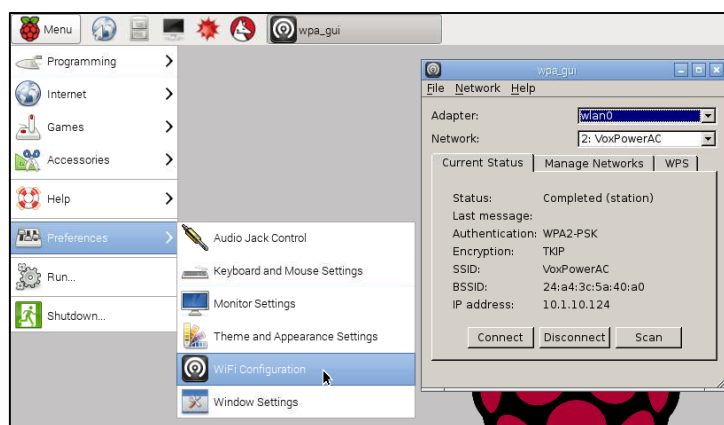 Menu
wpa_gui
Programming
Internet
Games
Accessories
Help
Preferences
Run...
Shutdown...
Audio Jack Control
Keyboard and Mouse Settings
Monitor Settings
Theme and Appearance Settings
WiFi Configuration
Window Settings
wpa_gui
File Network Help
Adapter: wlan0
Network: 2: VoxPowerAC
Current Status Manage Networks WPS
Status: Completed (station)
Last message:
Authentication: WPA2-PSK
Encryption: TKIP
SSID: VoxPowerAC
BSSID: 24:a4:3c:5a:40:a0
IP address: 10.1.10.124
Connect Disconnect Scan